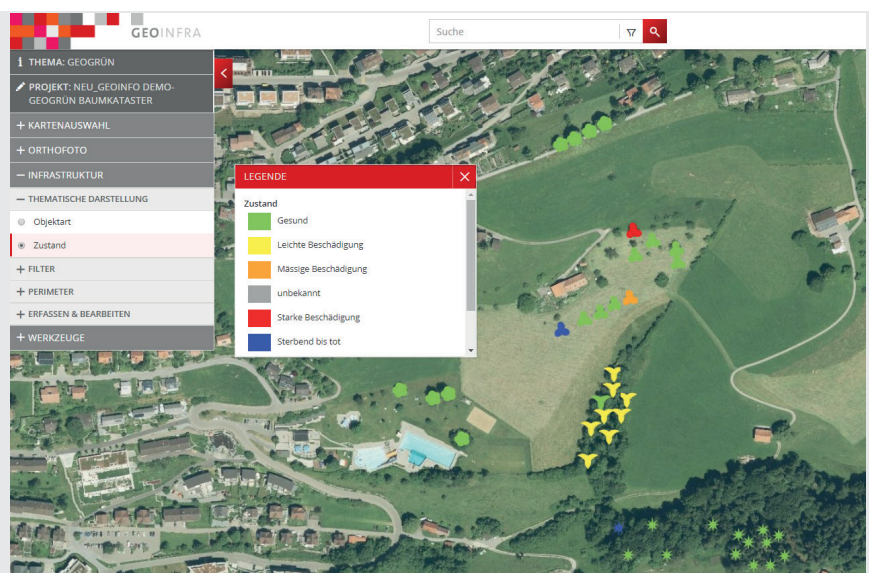 GEOINFRA
Suche
THEMA: GEOGRÜN
PROJEKT: NEU_GEOINFO DEMO-
GEOGRÜN BAUMKATASTER
+ KARTENAUSWAHL
+ ORTHOFOTO
– INFRASTRUKTUR
– THEMATISCHE DARSTELLUNG
Objektart
Zustand
+ FILTER
+ PERIMETER
+ ERFASSEN & BEARBEITEN
+ WERKZEUGE
LEGENDE
Zustand
Gesund
Leichte Beschädigung
Mässige Beschädigung
unbekannt
Starke Beschädigung
Sterbend bis tot